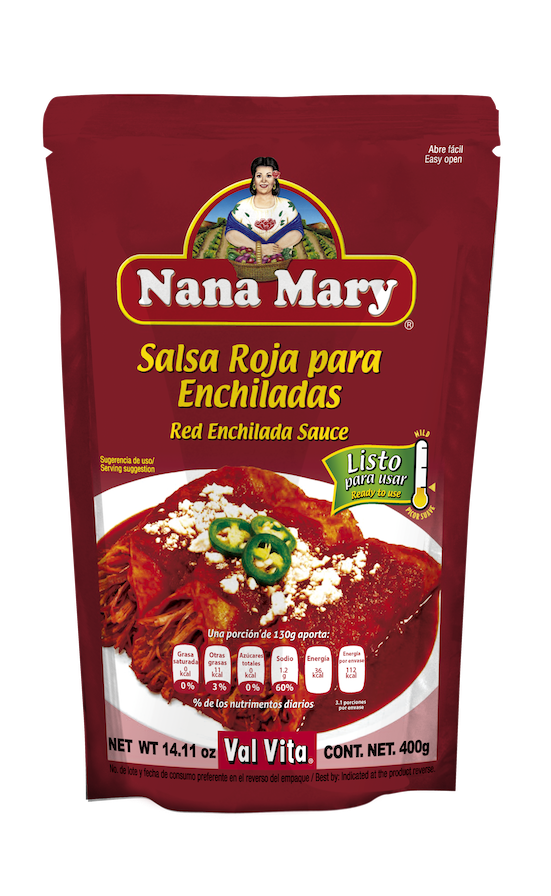 Abre fácil
Easy open
Nana Mary
®
Salsa Roja para
Enchiladas
Red Enchilada Sauce
Sugerencia de uso/
Serving suggestion
MILD
Listo
para usar
Ready to use
PICOR SUAVE
Una porción de 130g aporta:
Grasa saturada 0 kcal 0 %
Otras grasas 11 kcal 3 %
Azúcares totales 0 kcal 0 %
Sodio 1.2 g 60%
Energía 36 kcal
Energía por envase 112 kcal
% de los nutrimentos diarios
3.1 porciones
por envase
NET WT 14.11 oz Val Vita® CONT. NET. 400g
No. de lote y fecha de consumo preferente en el reverso del empaque / Best by: Indicated at the product reverse.